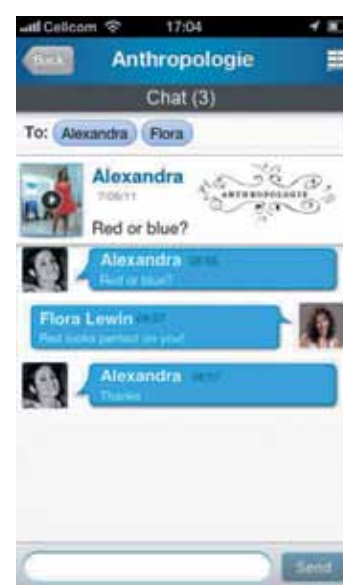 Cellcom 17:04
Back Anthropologie
Chat (3)
To: Alexandra Flora
Alexandra
7/06/11
ANTHROPOLOGIE
Red or blue?
Alexandra
Red or blue?
Flora Lewin
Red looks perfect on you!
Alexandra
Thanks
Send